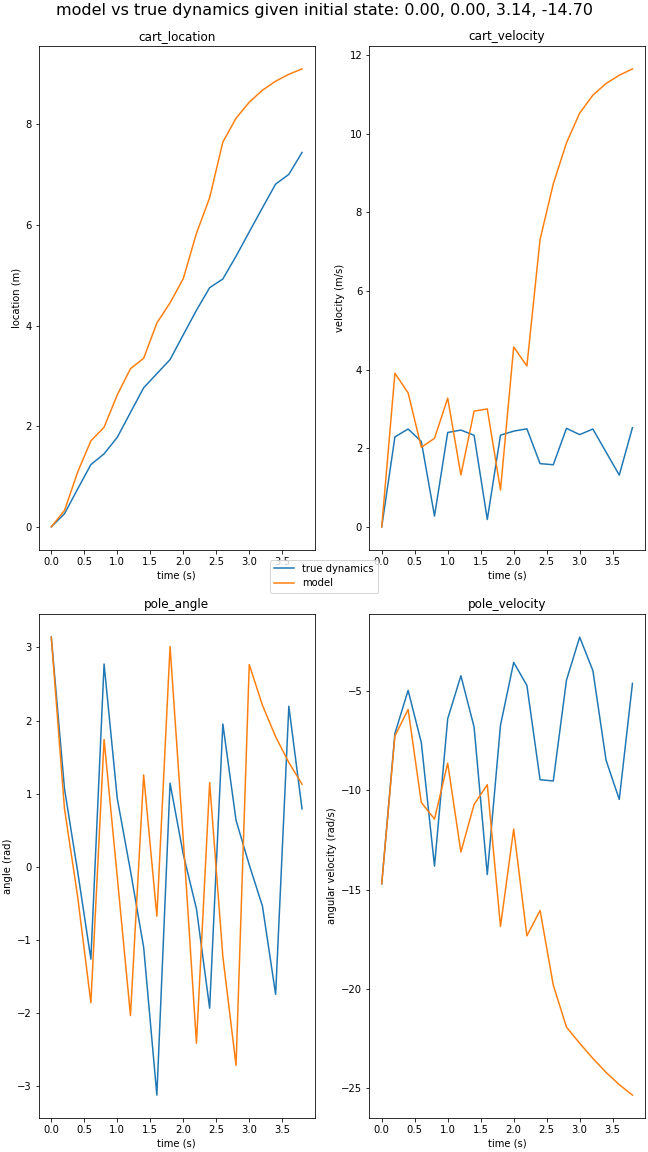 model vs true dynamics given initial state: 0.00, 0.00, 3.14, -14.70
cart_location
cart_velocity
location (m)
8
6
4
2
0
0.0 0.5 1.0 1.5 2.0 2.5 3.0 3.5
time (s)
velocity (m/s)
12
10
8
6
4
2
0
0.0 0.5 1.0 1.5 2.0 2.5 3.0 3.5
time (s)
true dynamics
model
pole_angle
pole_velocity
angle (rad)
3
2
1
0
−1
−2
−3
0.0 0.5 1.0 1.5 2.0 2.5 3.0 3.5
time (s)
angular velocity (rad/s)
−5
−10
−15
−20
−25
0.0 0.5 1.0 1.5 2.0 2.5 3.0 3.5
time (s)